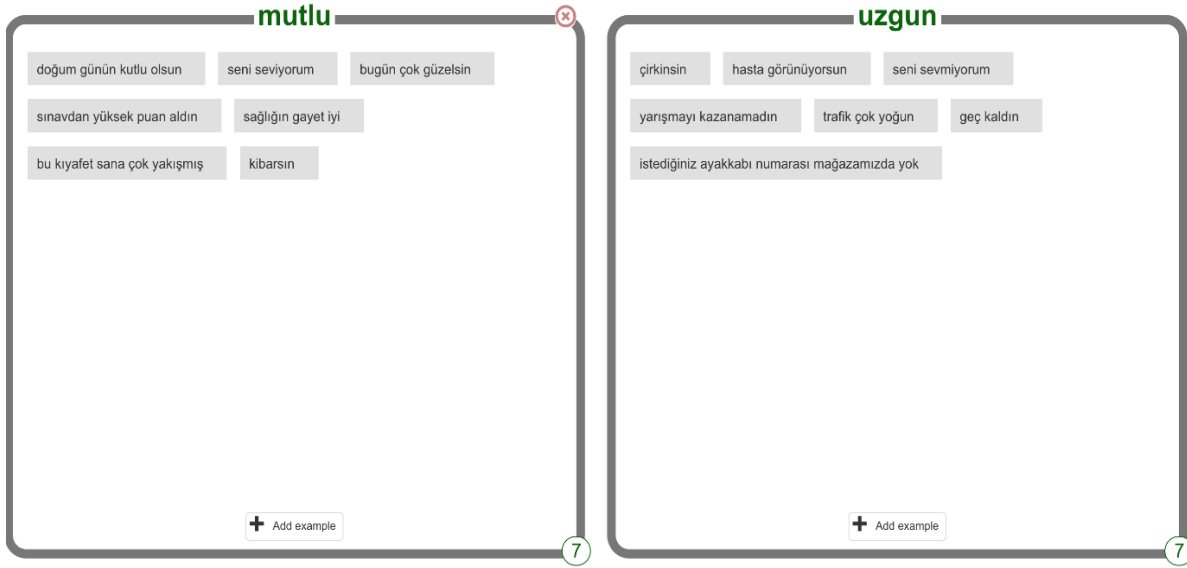 mutlu
doğum günün kutlu olsun
seni seviyorum
bugün çok güzelsin
sınavdan yüksek puan aldın
sağlığın gayet iyi
bu kıyafet sana çok yakışmış
kibarsın
Add example
7
uzgun
çirkinsin
hasta görünüyorsun
seni sevmiyorum
yarışmayı kazanamadın
trafik çok yoğun
geç kaldın
istediğiniz ayakkabı numarası mağazamızda yok
Add example
7